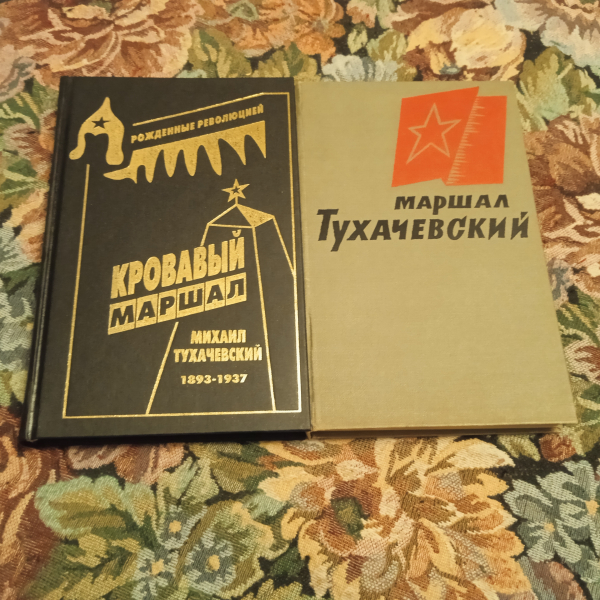 РОЖДЕННЫЕ РЕВОЛЮЦИЕЙ
КРОВАВЫЙ
МАРШАЛ
МИХАИЛ
ТУХАЧЕВСКИЙ
1893-1937
МАРШАЛ
ТУХАЧЕВСКИЙ